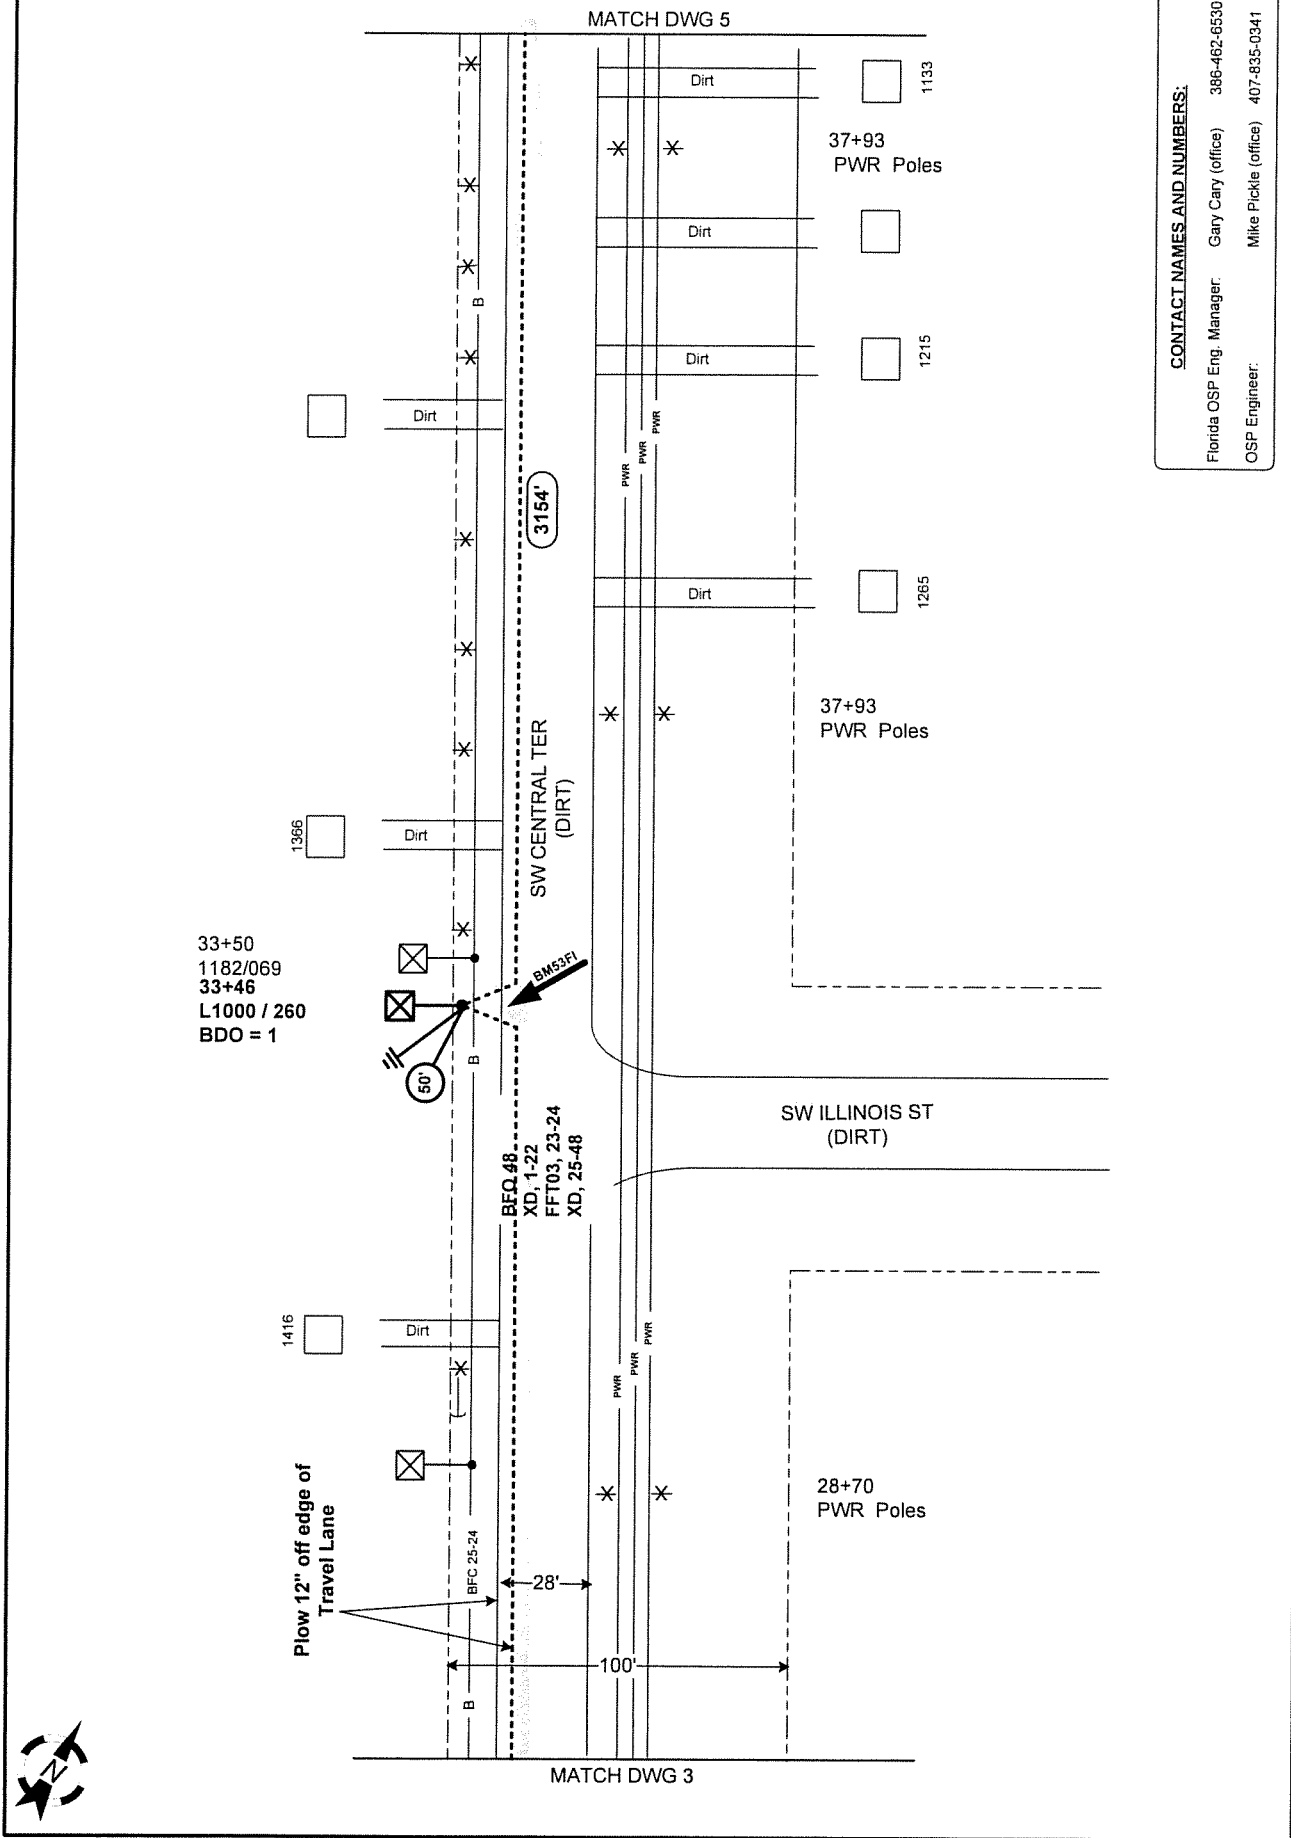 MATCH DWG 5
Dirt
1133
37+93
PWR Poles
Dirt
B
Dirt
1215
Dirt
PWR
PWR
PWR
3154'
Dirt
1265
37+93
PWR Poles
SW CENTRAL TER
(DIRT)
1366
Dirt
33+50
1182/069
33+46
L1000 / 260
BDO = 1
BM53FI
50'
B
SW ILLINOIS ST
(DIRT)
BFO 48
XD, 1-22
FFT03, 23-24
XD, 25-48
1416
Dirt
PWR
PWR
PWR
Plow 12" off edge of
Travel Lane
BFC 25-24
28'
28+70
PWR Poles
100'
B
N
MATCH DWG 3
CONTACT NAMES AND NUMBERS:
Florida OSP Eng. Manager: Gary Cary (office) 386-462-6530
OSP Engineer: Mike Pickle (office) 407-835-0341